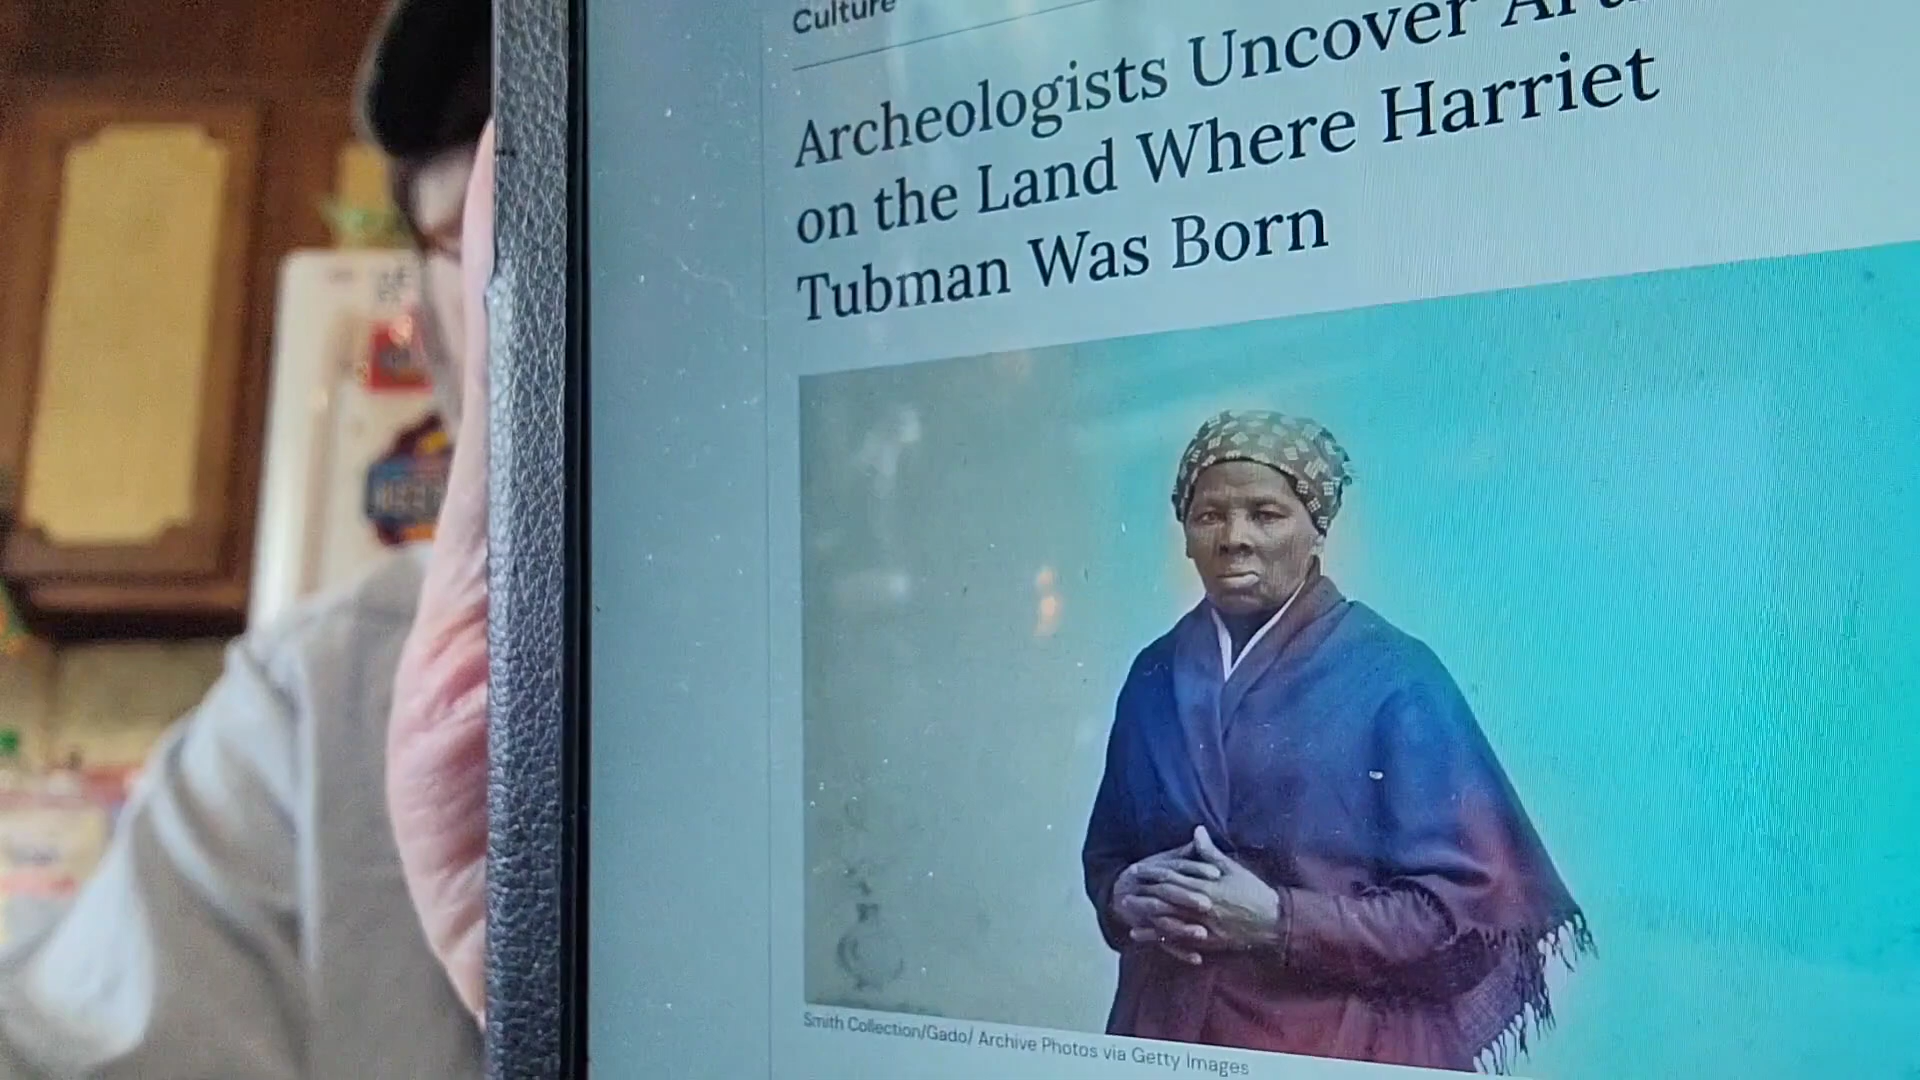 Culture
Archeologists Uncover
on the Land Where Harriet
Tubman Was Born
Smith Collection/Gado/ Archive Photos via Getty Images